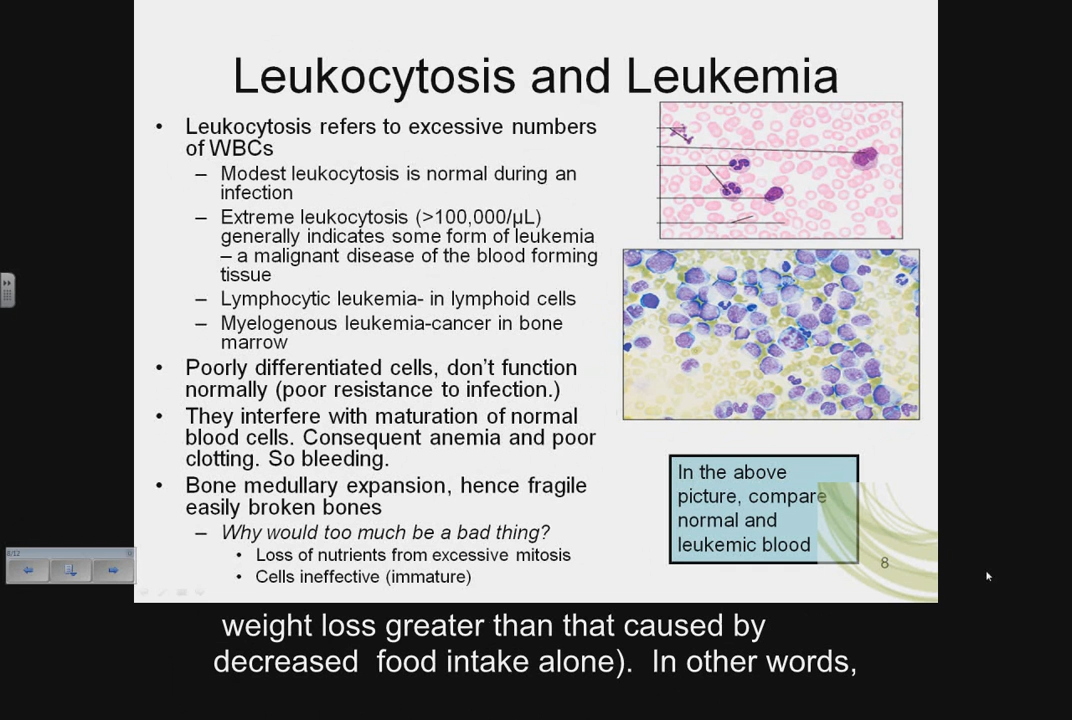 Leukocytosis and Leukemia
• Leukocytosis refers to excessive numbers
of WBCs
– Modest leukocytosis is normal during an
infection
– Extreme leukocytosis (>100,000/µL)
generally indicates some form of leukemia
– a malignant disease of the blood forming
tissue
– Lymphocytic leukemia- in lymphoid cells
– Myelogenous leukemia-cancer in bone
marrow
• Poorly differentiated cells, don't function
normally (poor resistance to infection.)
• They interfere with maturation of normal
blood cells. Consequent anemia and poor
clotting. So bleeding.
• Bone medullary expansion, hence fragile
easily broken bones
– Why would too much be a bad thing?
• Loss of nutrients from excessive mitosis
• Cells ineffective (immature)
In the above
picture, compare
normal and
leukemic blood
8
8/12
weight loss greater than that caused by
decreased food intake alone). In other words,